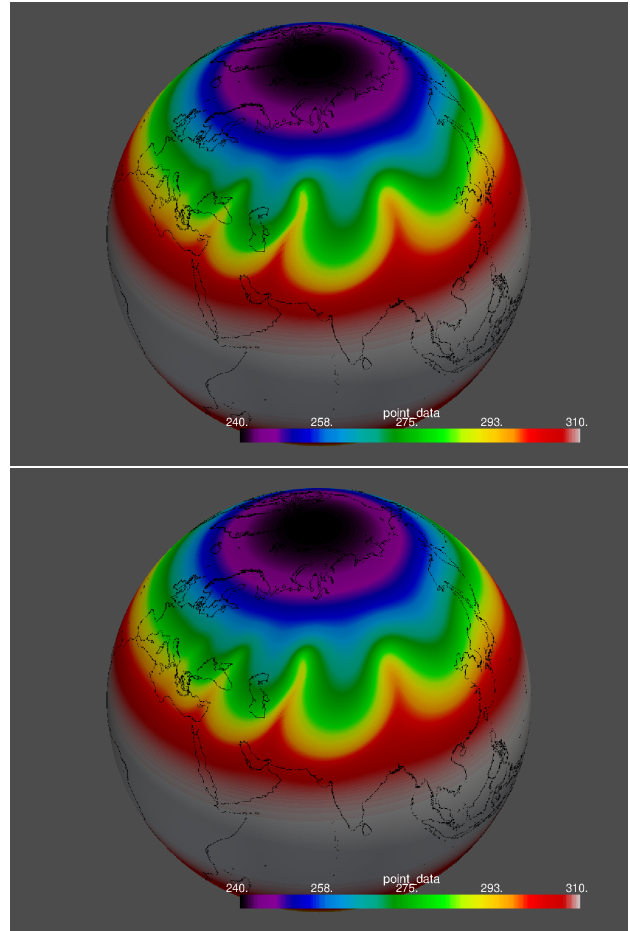 point_data
240. 258. 275. 293. 310.
point_data
240. 258. 275. 293. 310.